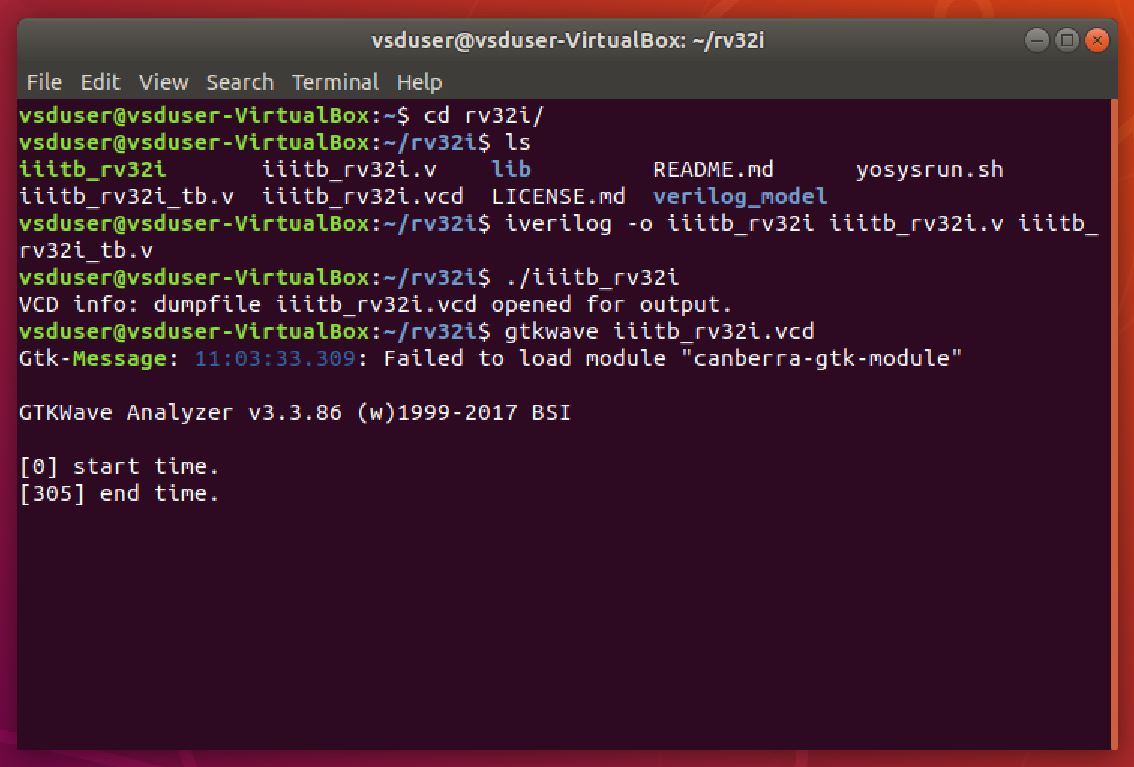 vsduser@vsduser-VirtualBox: ~/rv32i
File Edit View Search Terminal Help
vsduser@vsduser-VirtualBox:~$ cd rv32i/
vsduser@vsduser-VirtualBox:~/rv32i$ ls
iiitb_rv32i       iiitb_rv32i.v    lib         README.md      yosysrun.sh
iiitb_rv32i_tb.v  iiitb_rv32i.vcd  LICENSE.md  verilog_model
vsduser@vsduser-VirtualBox:~/rv32i$ iverilog -o iiitb_rv32i iiitb_rv32i.v iiitb_
rv32i_tb.v
vsduser@vsduser-VirtualBox:~/rv32i$ ./iiitb_rv32i
VCD info: dumpfile iiitb_rv32i.vcd opened for output.
vsduser@vsduser-VirtualBox:~/rv32i$ gtkwave iiitb_rv32i.vcd
Gtk-Message: 11:03:33.309: Failed to load module "canberra-gtk-module"
GTKWave Analyzer v3.3.86 (w)1999-2017 BSI
[0] start time.
[305] end time.